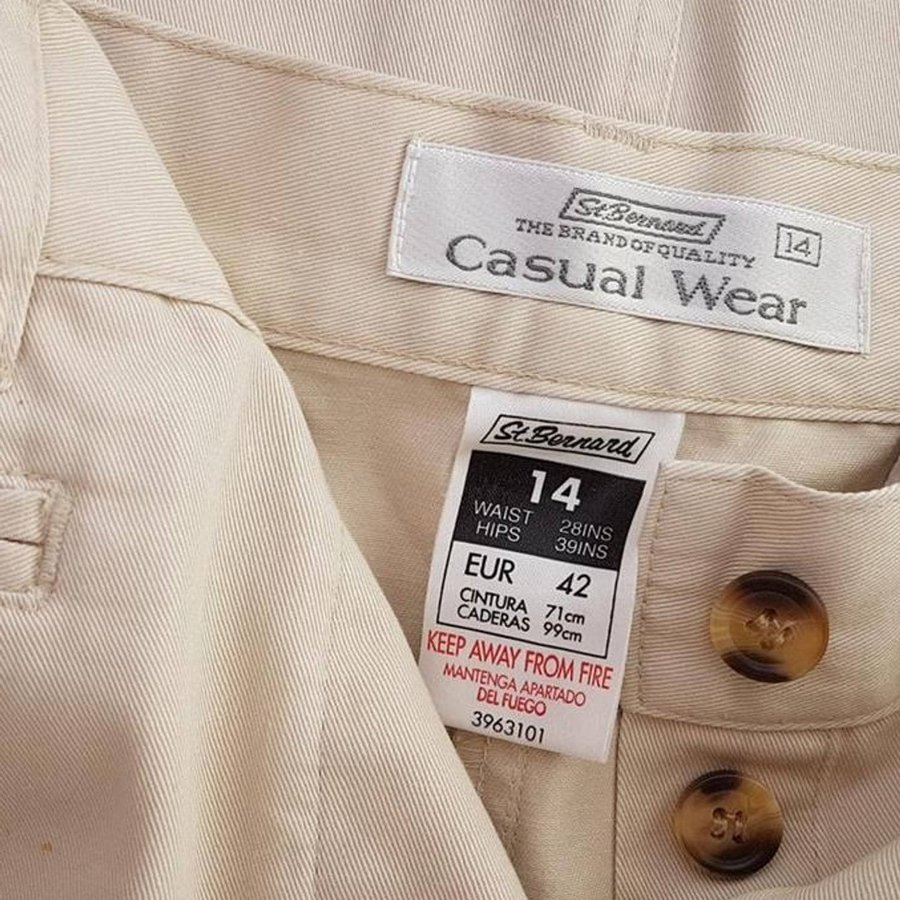 St.Bernard
THE BRAND OF QUALITY
14
Casual Wear
St.Bernard
14
WAIST 28INS
HIPS 39INS
EUR 42
CINTURA 71cm
CADERAS 99cm
KEEP AWAY FROM FIRE
MANTENGA APARTADO
DEL FUEGO
3963101